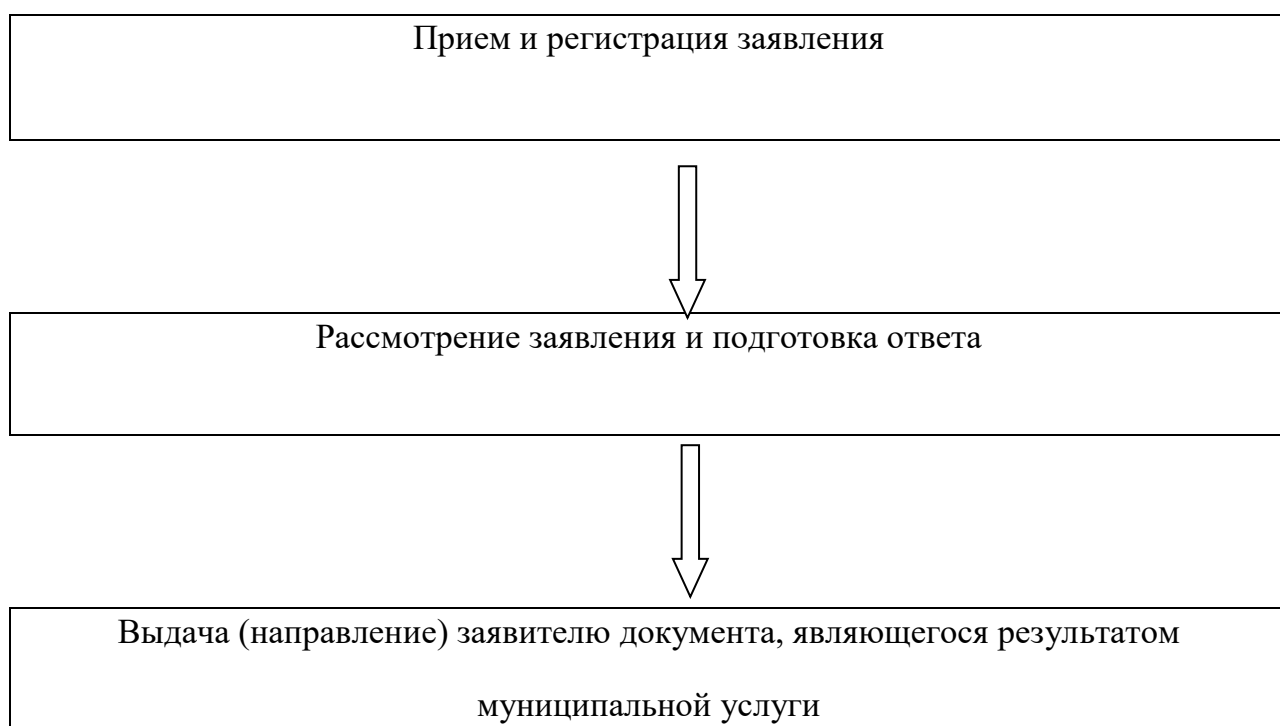 Прием и регистрация заявления
Рассмотрение заявления и подготовка ответа
Выдача (направление) заявителю документа, являющегося результатом
муниципальной услуги